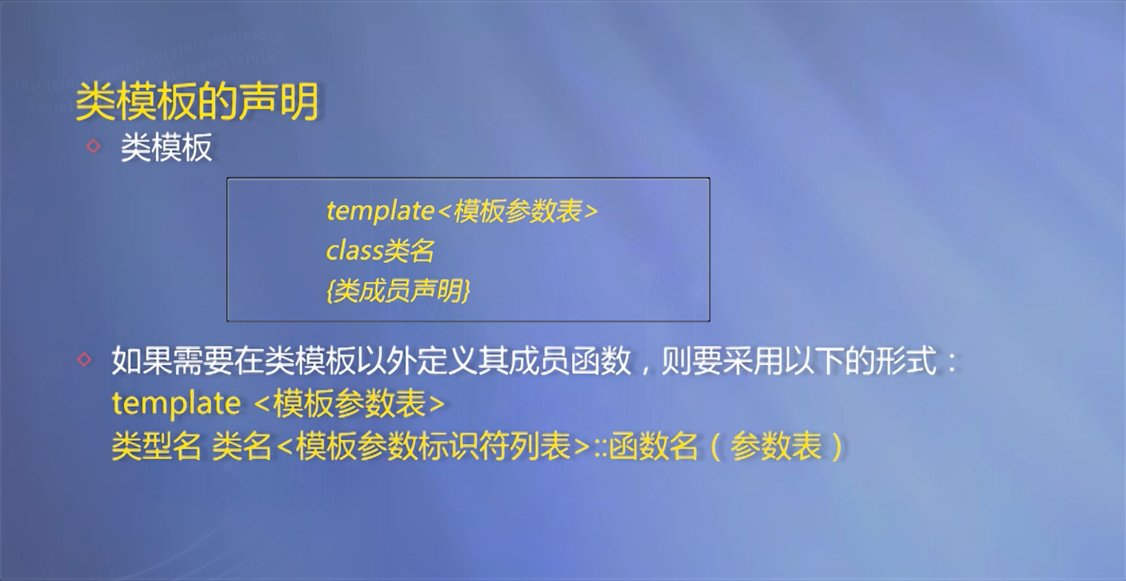 类模板的声明
类模板
template<模板参数表>
class类名
{类成员声明}
如果需要在类模板以外定义其成员函数，则要采用以下的形式：
template <模板参数表>
类型名 类名<模板参数标识符列表>::函数名（参数表）